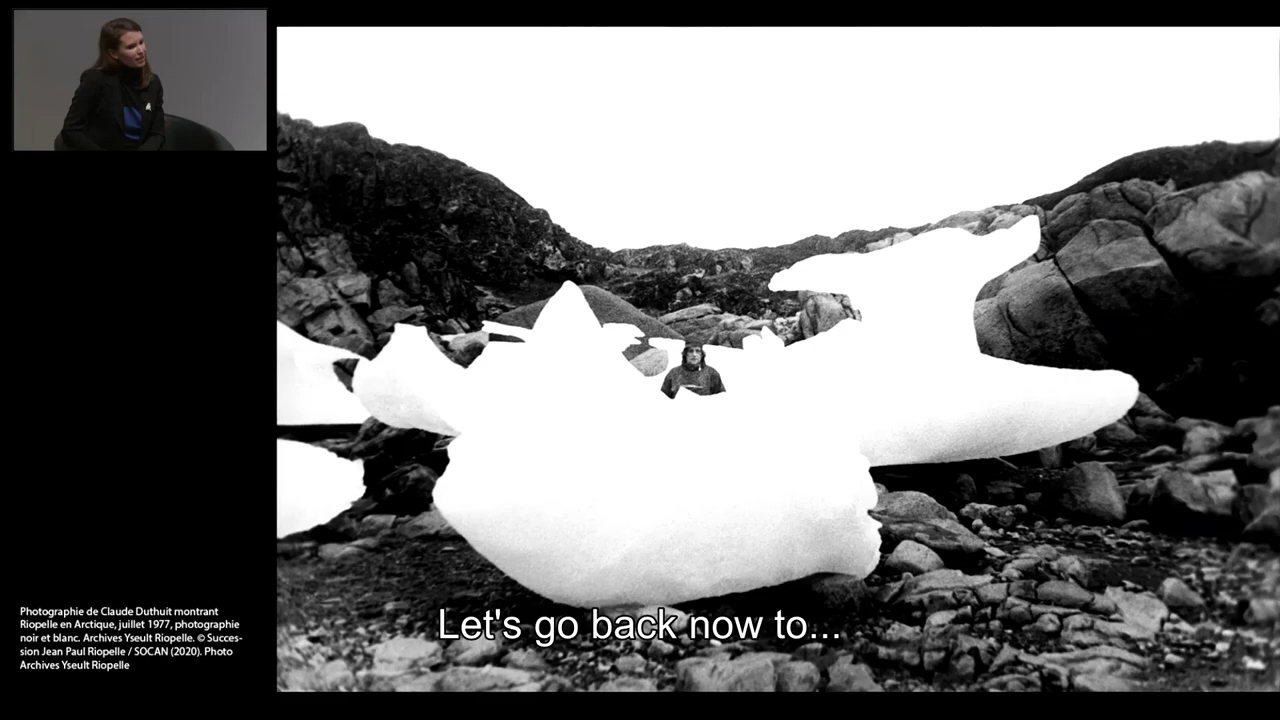 Photographie de Claude Duthuit montrant
Riopelle en Arctique, juillet 1977, photographie
noir et blanc. Archives Yseult Riopelle. © Succes-
sion Jean Paul Riopelle / SOCAN (2020). Photo
Archives Yseult Riopelle
Let's go back now to...